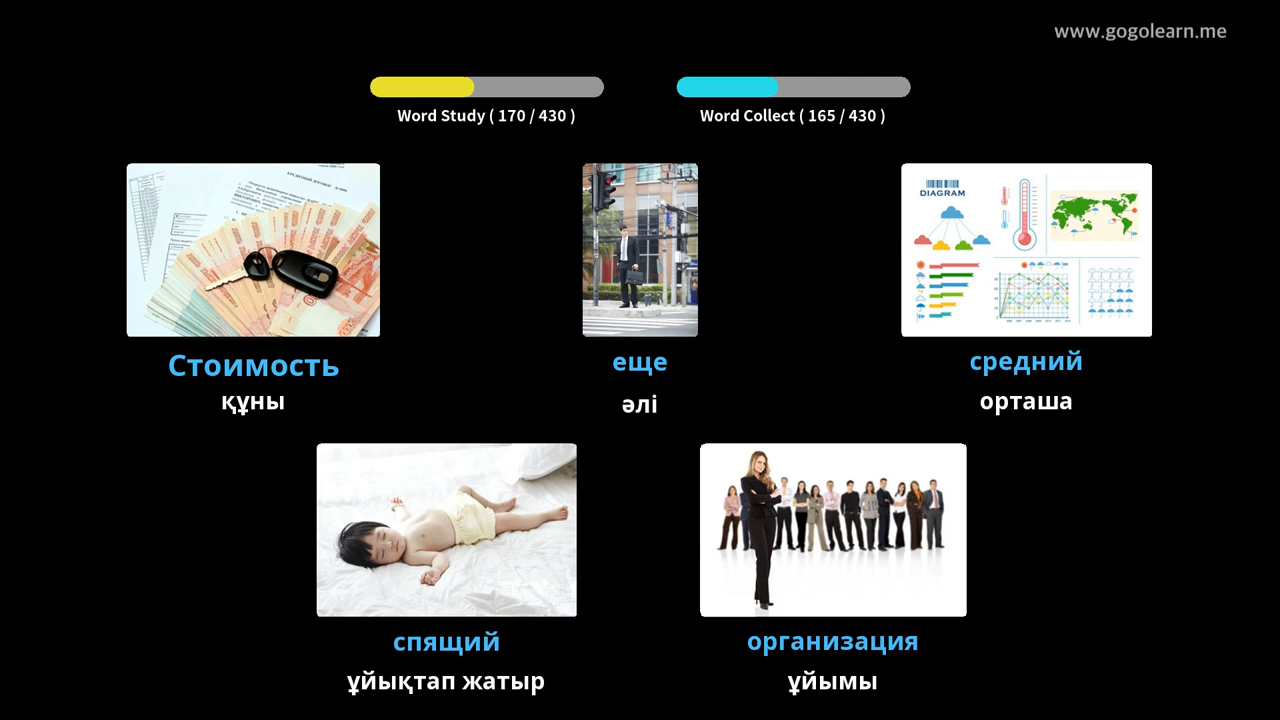 www.gogolearn.me
Word Study ( 170 / 430 )
Word Collect ( 165 / 430 )
DIAGRAM
Стоимость
құны
еще
әлі
средний
орташа
спящий
ұйықтап жатыр
организация
ұйымы